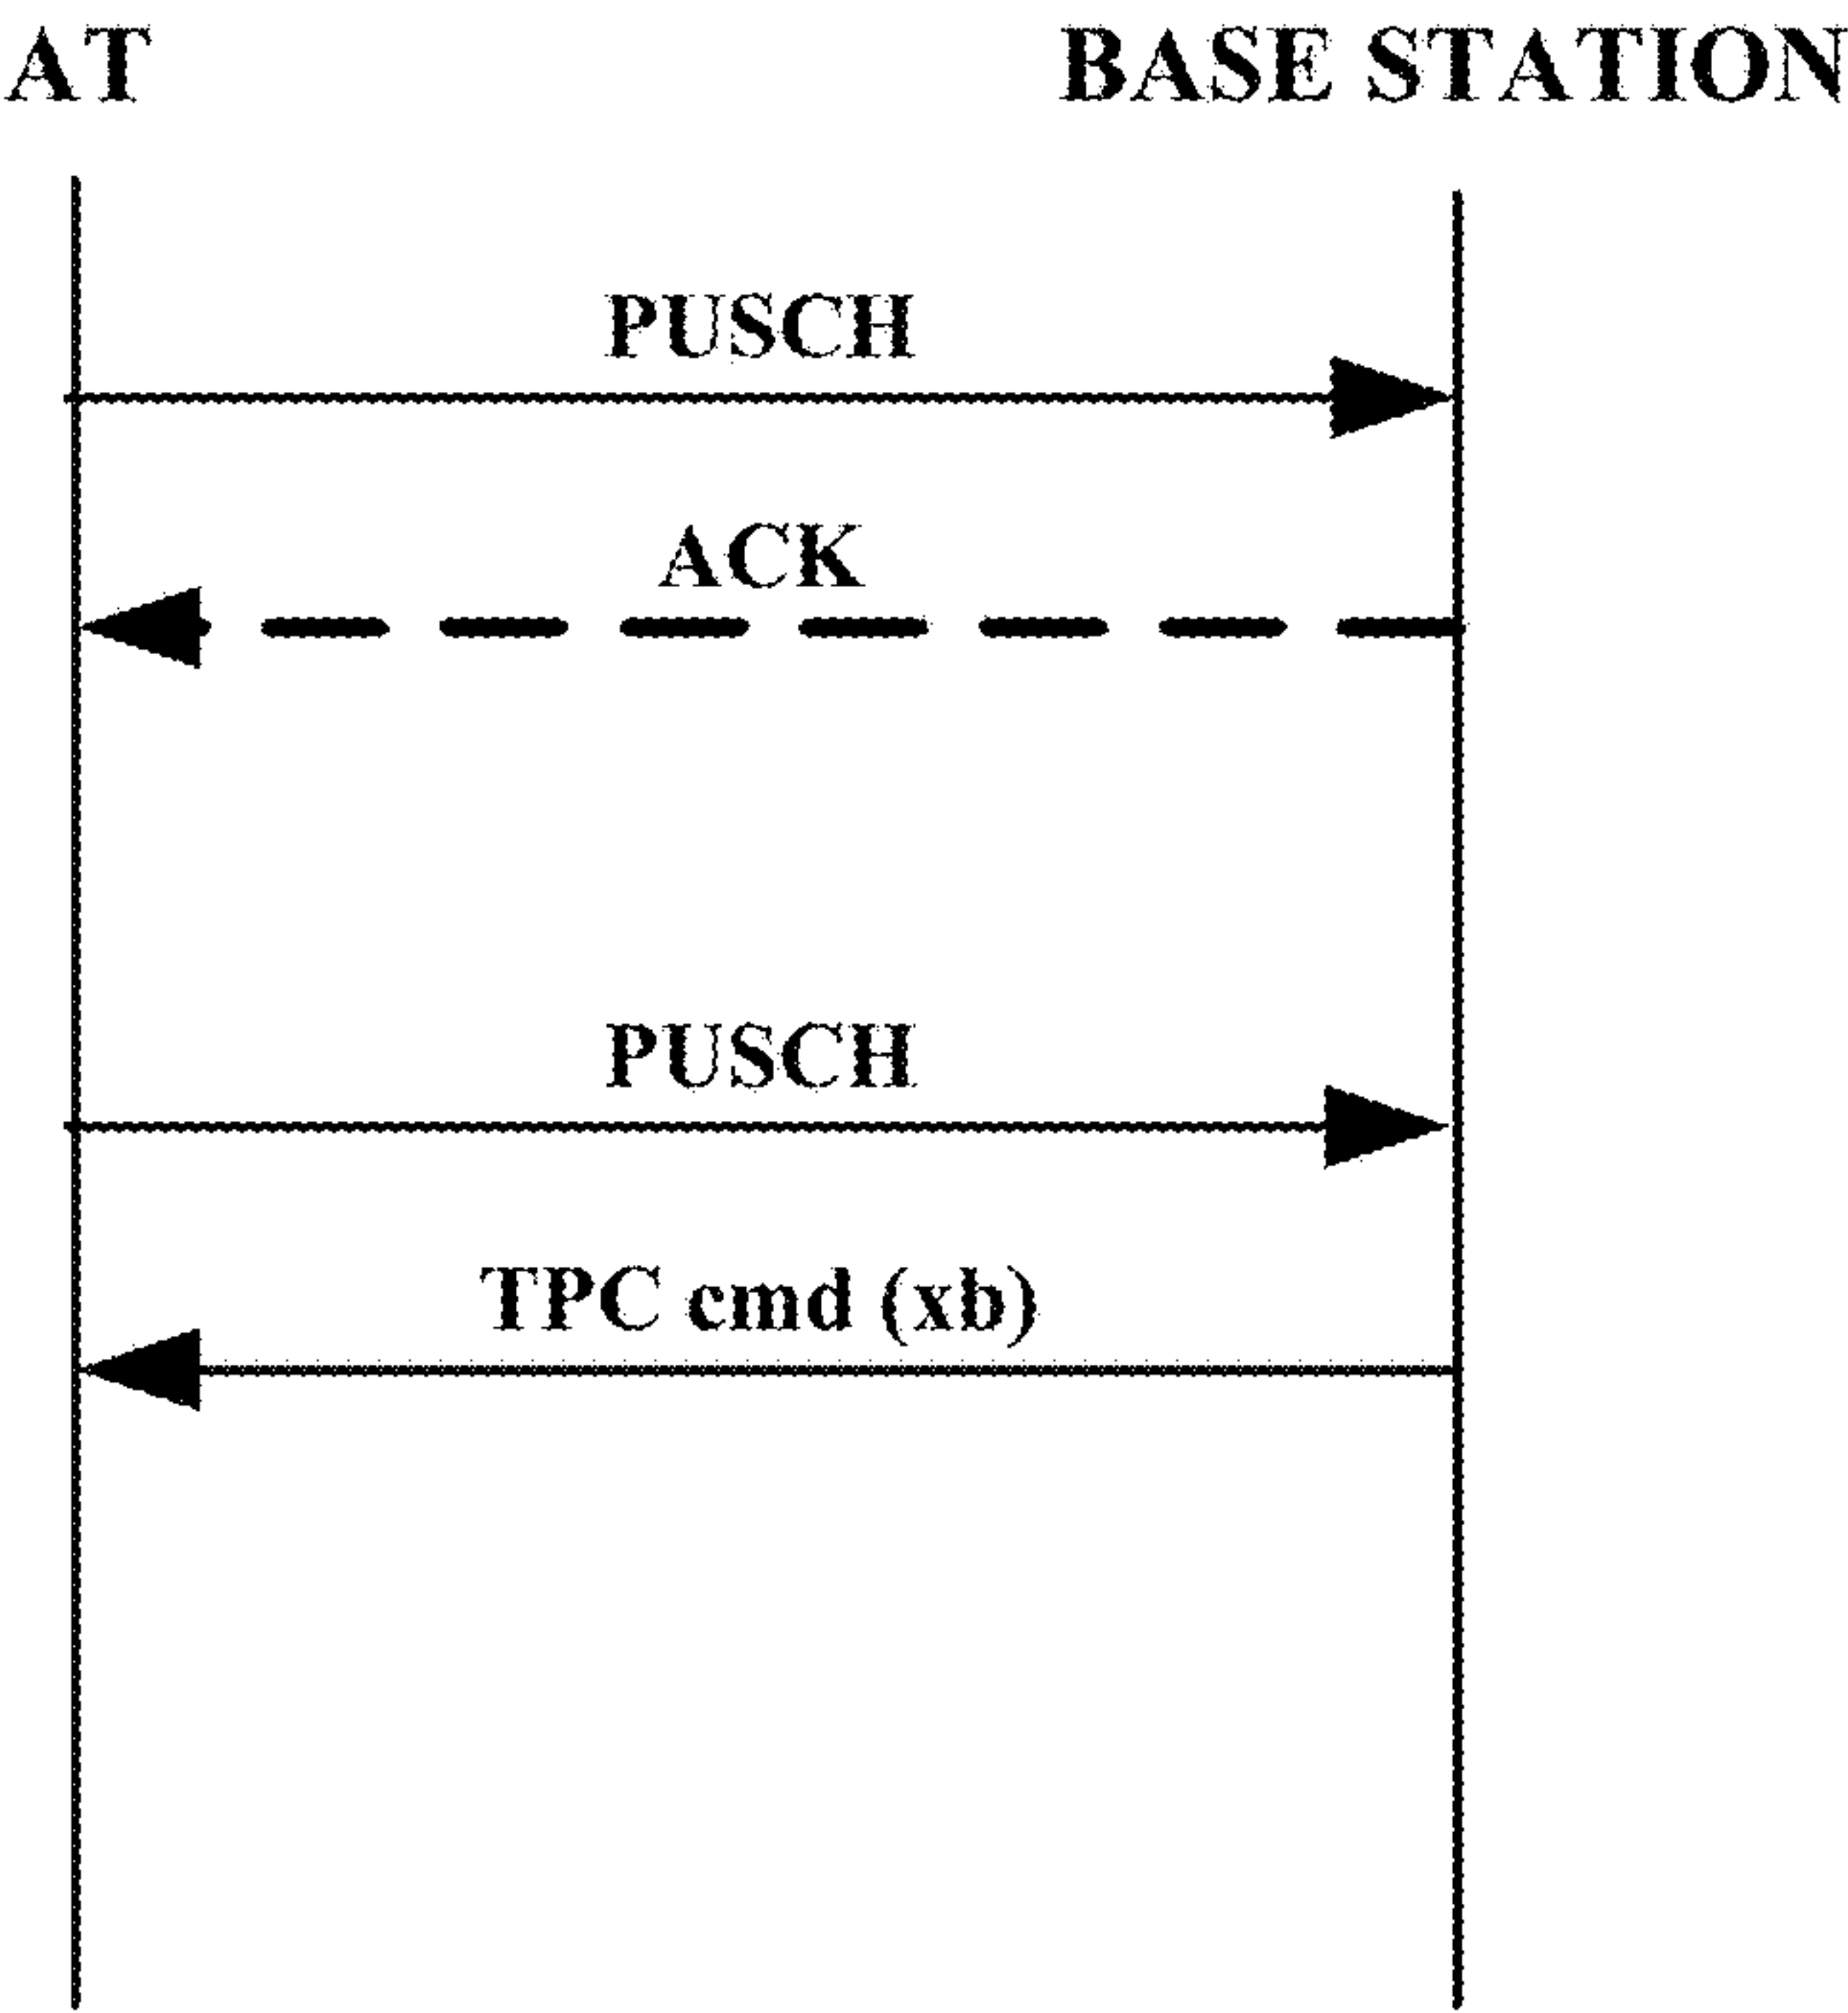 AT
BASE STATION
PUSCH
ACK
PUSCH
TPC cmd (xb)